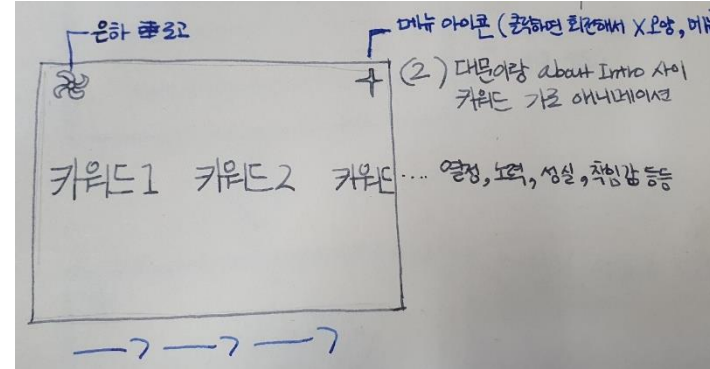 은하 로고
메뉴 아이콘 (클릭하면 회전해서 X모양,
(2) 대문이랑 about Intro 사이
키워드 가로 애니메이션
키워드1 키워드2 키워드 .... 열정, 노력, 성실, 책임감 등등